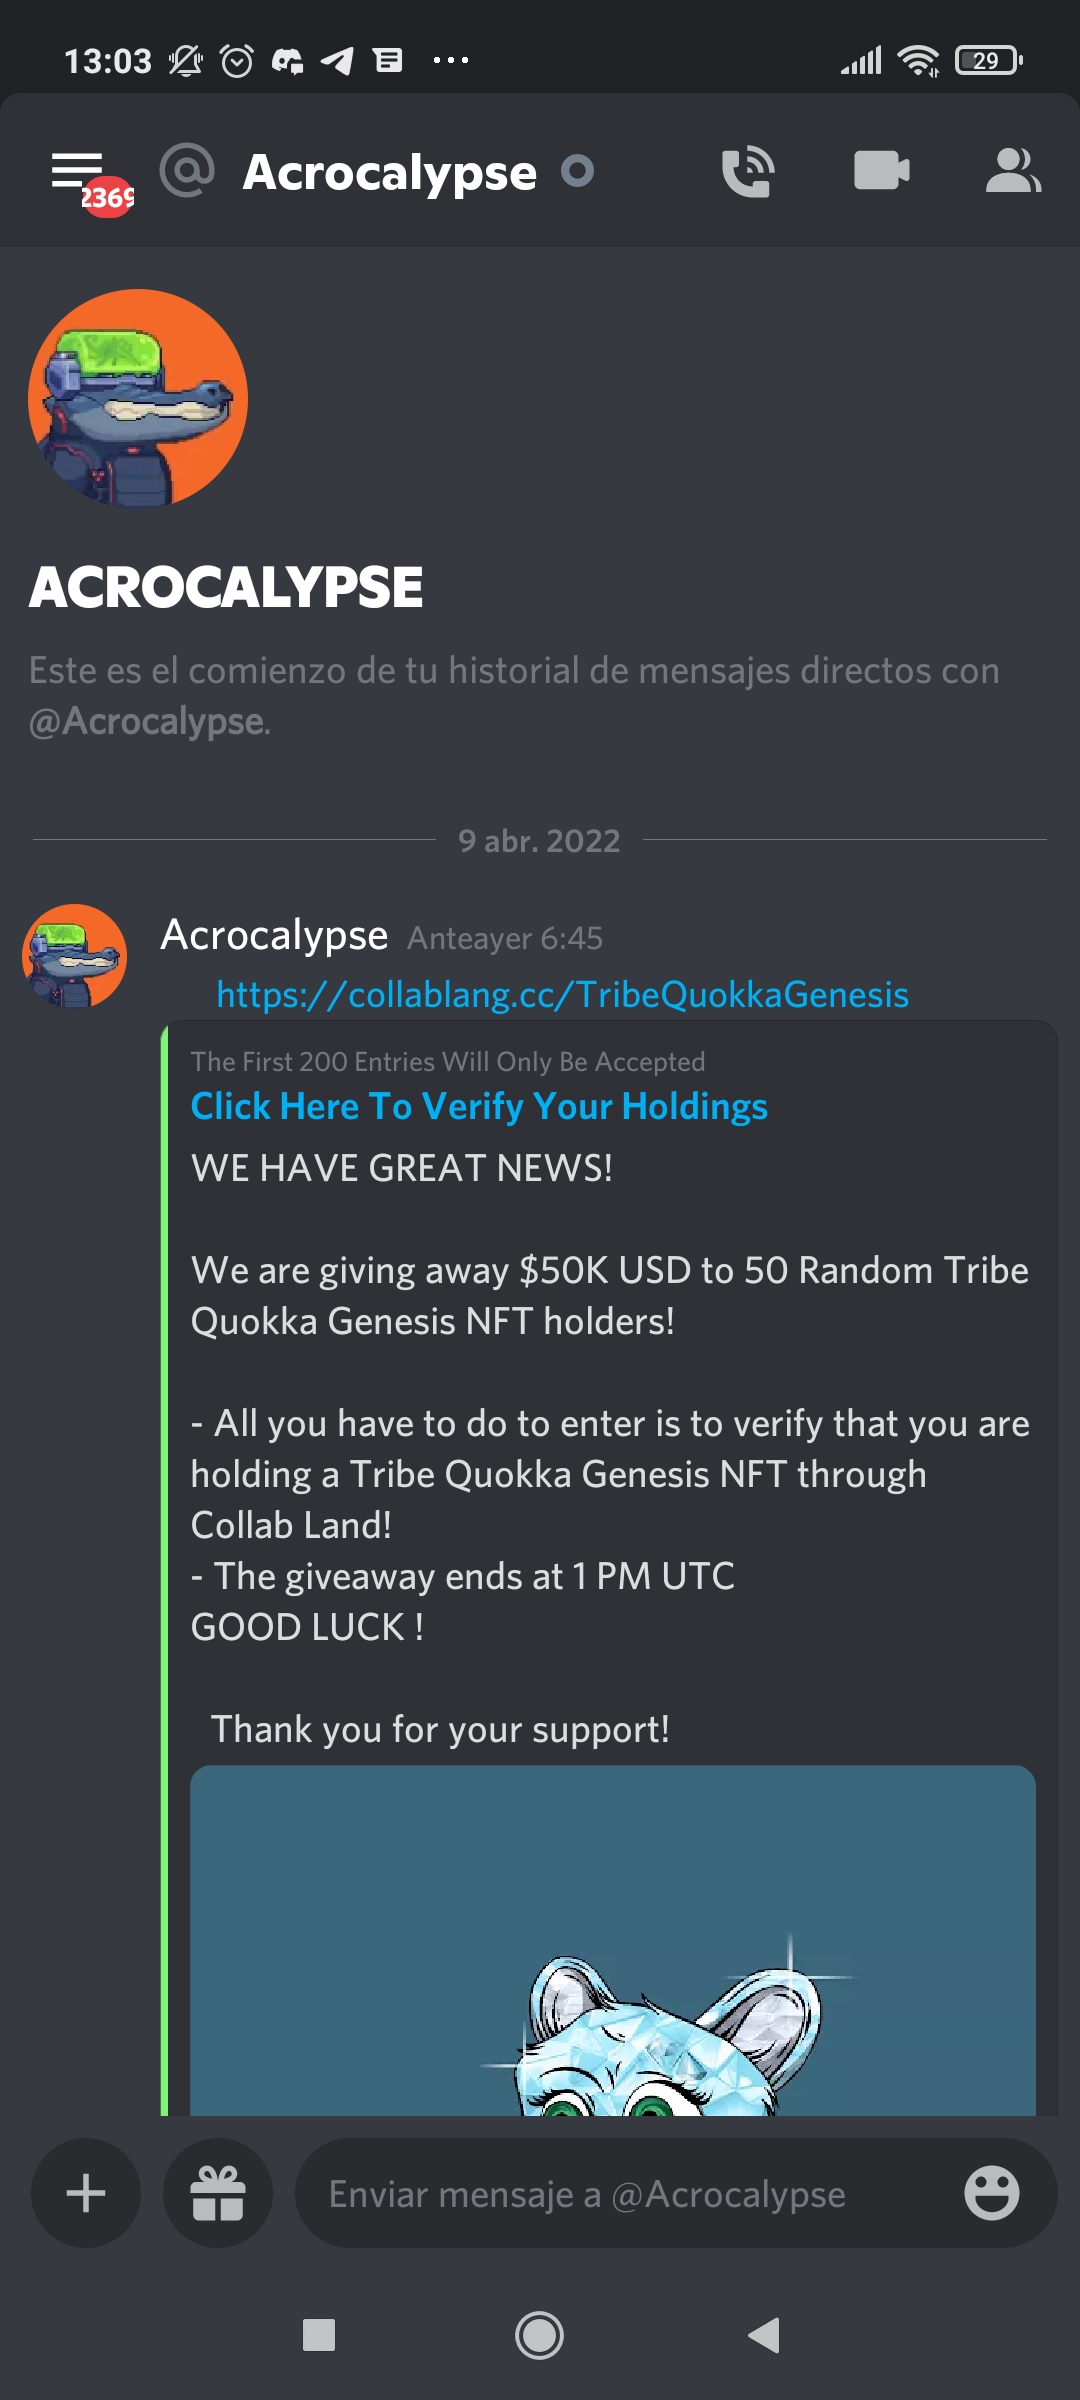 13:03
29
2369
Acrocalypse
ACROCALYPSE
Este es el comienzo de tu historial de mensajes directos con
@Acrocalypse.
9 abr. 2022
Acrocalypse Anteayer 6:45
https://collablang.cc/TribeQuokkaGenesis
The First 200 Entries Will Only Be Accepted
Click Here To Verify Your Holdings
WE HAVE GREAT NEWS!
We are giving away $50K USD to 50 Random Tribe
Quokka Genesis NFT holders!
- All you have to do to enter is to verify that you are
holding a Tribe Quokka Genesis NFT through
Collab Land!
- The giveaway ends at 1 PM UTC
GOOD LUCK !
Thank you for your support!
Enviar mensaje a @Acrocalypse